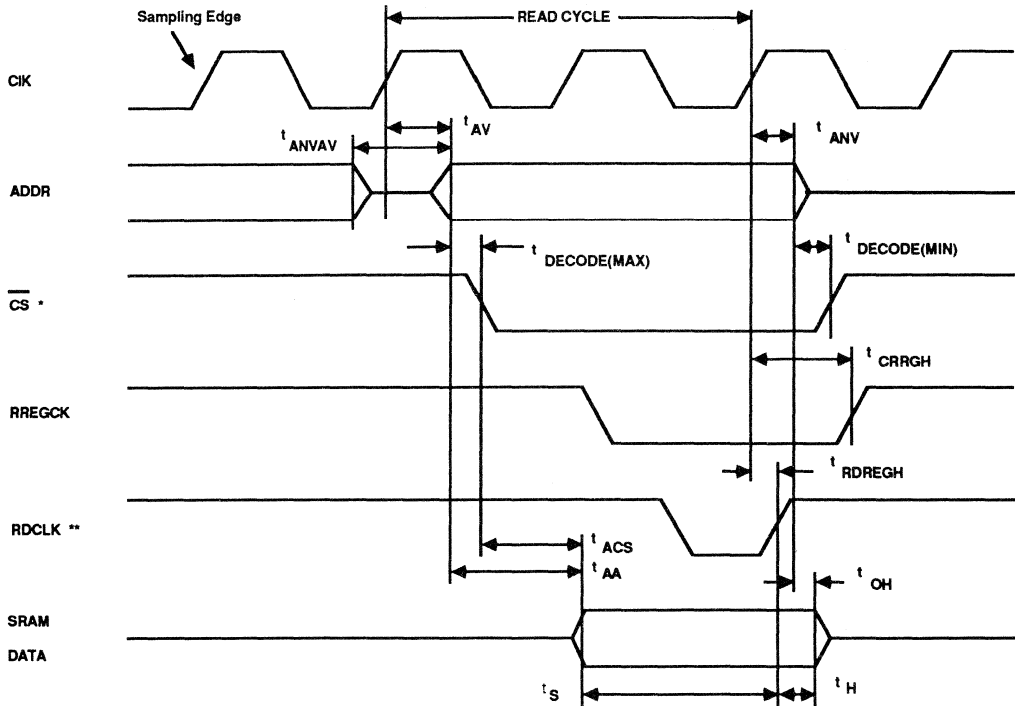 Sampling Edge
READ CYCLE
ClK
t AV
t ANV
t ANVAV
ADDR
t DECODE(MAX)
t DECODE(MIN)
CS *
t CRRGH
RREGCK
t RDREGH
RDCLK **
t ACS
t AA
t OH
SRAM
DATA
t S
t H